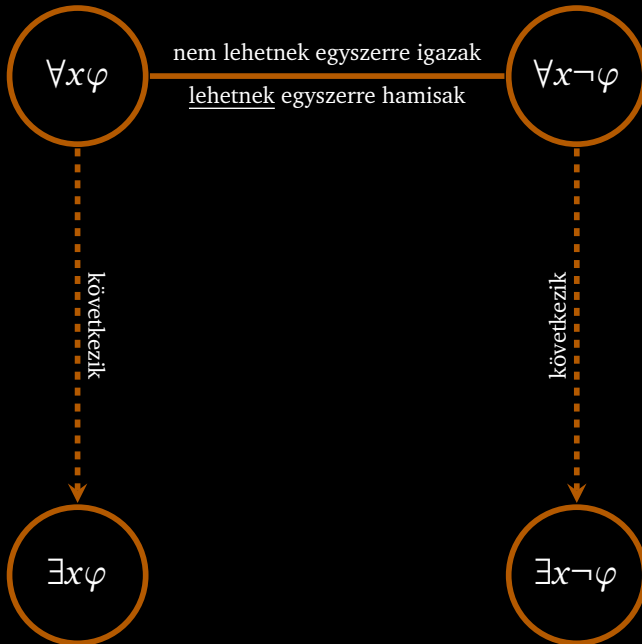 ∀xφ
nem lehetnek egyszerre igazak
lehetnek egyszerre hamisak
∀x¬φ
következik
következik
∃xφ
∃x¬φ